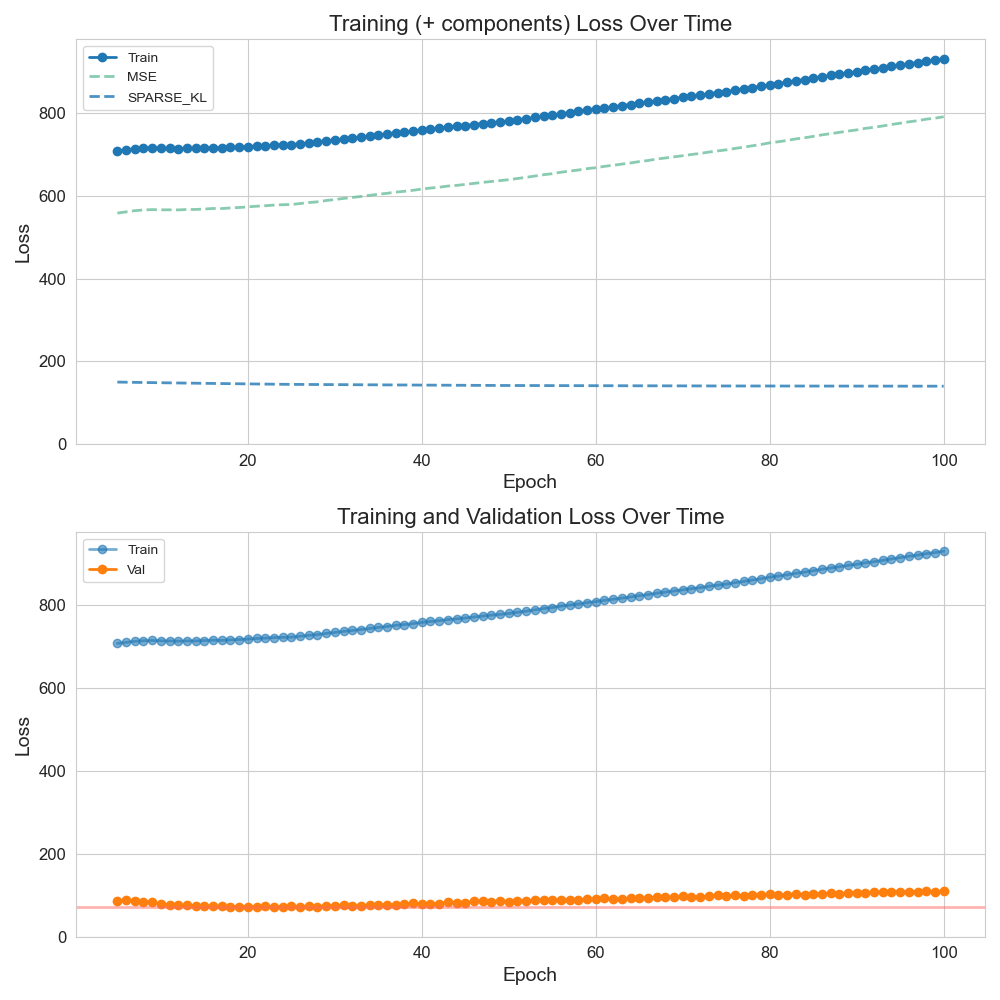 Training (+ components) Loss Over Time
Train
MSE
SPARSE_KL
800
600
400
200
0
Loss
20 40 60 80 100
Epoch
Training and Validation Loss Over Time
Train
Val
800
600
400
200
0
Loss
20 40 60 80 100
Epoch